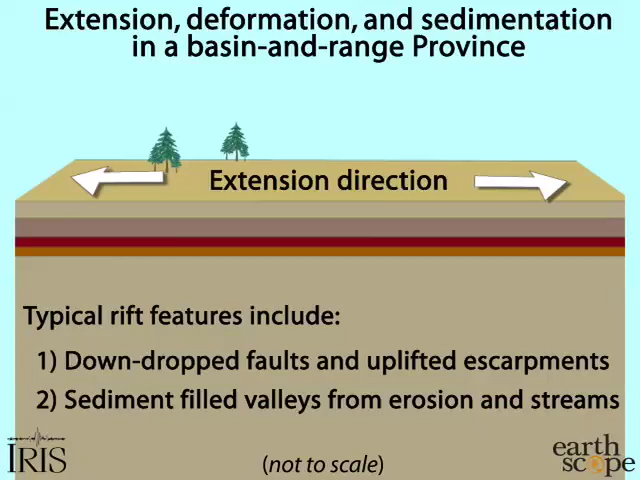 Extension, deformation, and sedimentation
in a basin-and-range Province
Extension direction
Typical rift features include:
1) Down-dropped faults and uplifted escarpments
2) Sediment filled valleys from erosion and streams
IRIS
(not to scale)
earth
scope